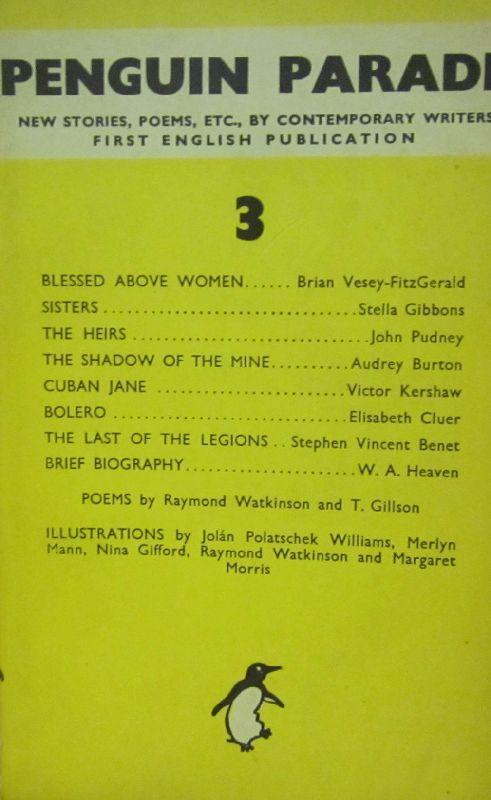 PENGUIN PARADE
NEW STORIES, POEMS, ETC., BY CONTEMPORARY WRITERS
FIRST ENGLISH PUBLICATION
3
BLESSED ABOVE WOMEN...... Brian Vesey-FitzGerald
SISTERS................................Stella Gibbons
THE HEIRS ..............................John Pudney
THE SHADOW OF THE MINE..........Audrey Burton
CUBAN JANE ........................Victor Kershaw
BOLERO ..............................Elisabeth Cluer
THE LAST OF THE LEGIONS .. Stephen Vincent Benet
BRIEF BIOGRAPHY......................W. A. Heaven
POEMS by Raymond Watkinson and T. Gillson
ILLUSTRATIONS by Jolán Polatschek Williams, Merlyn
Mann, Nina Gifford, Raymond Watkinson and Margaret
Morris